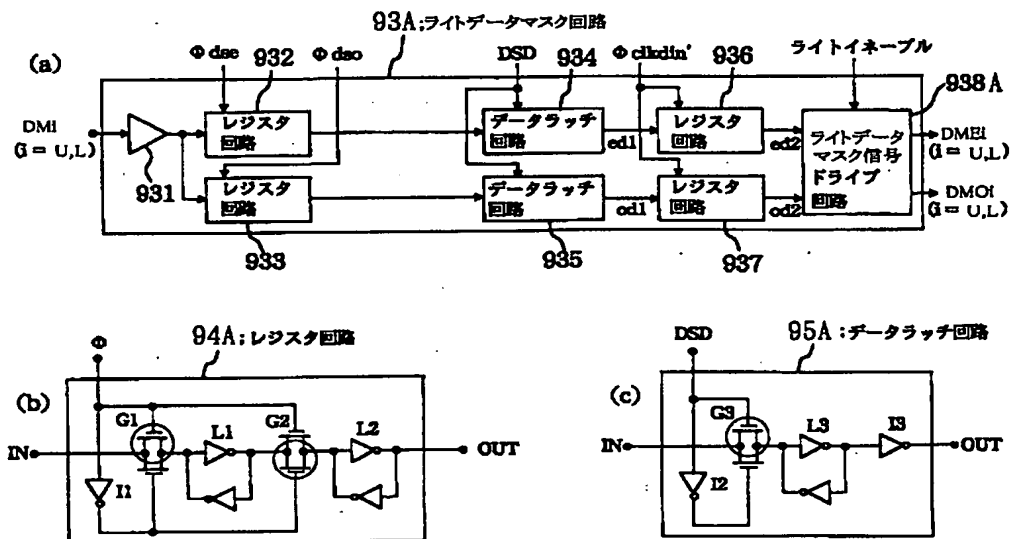 93A;ライトデータマスク回路
(a)
Φdse
932
Φdso
DSD
934
Φclkdin'
936
ライトイネーブル
938A
DMi
(i = U,L)
931
レジスタ
回路
データラッチ
回路
ed1
レジスタ
回路
ed2
ライトデータ
マスク信号
ドライブ
回路
DMEi
(i = U,L)
レジスタ
回路
933
データラッチ
回路
935
od1
レジスタ
回路
937
od2
DMOi
(i = U,L)
(b)
94A;レジスタ回路
Φ
G1
L1
G2
L2
IN
OUT
I1
(c)
95A:データラッチ回路
DSD
G3
L3
I3
IN
OUT
I2